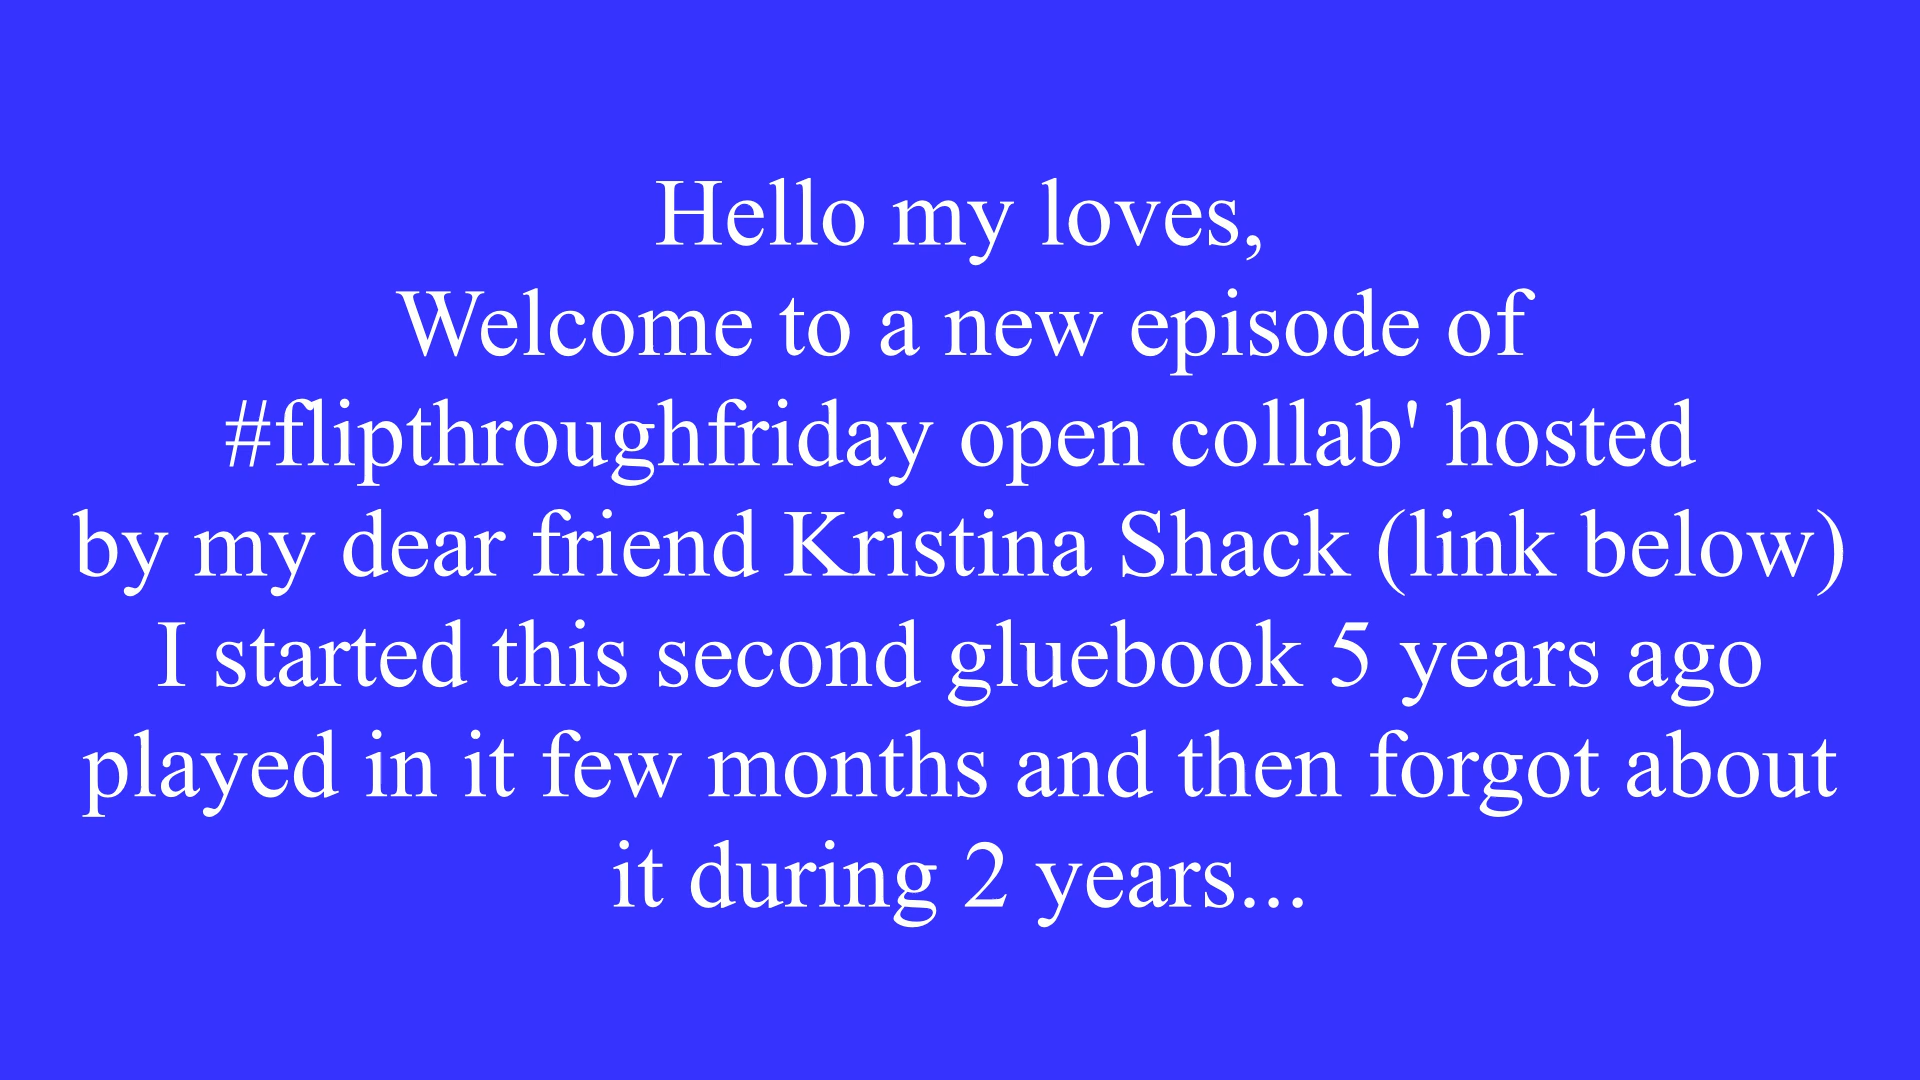 Hello my loves,
Welcome to a new episode of
#flipthroughfriday open collab' hosted
by my dear friend Kristina Shack (link below)
I started this second gluebook 5 years ago
played in it few months and then forgot about
it during 2 years...